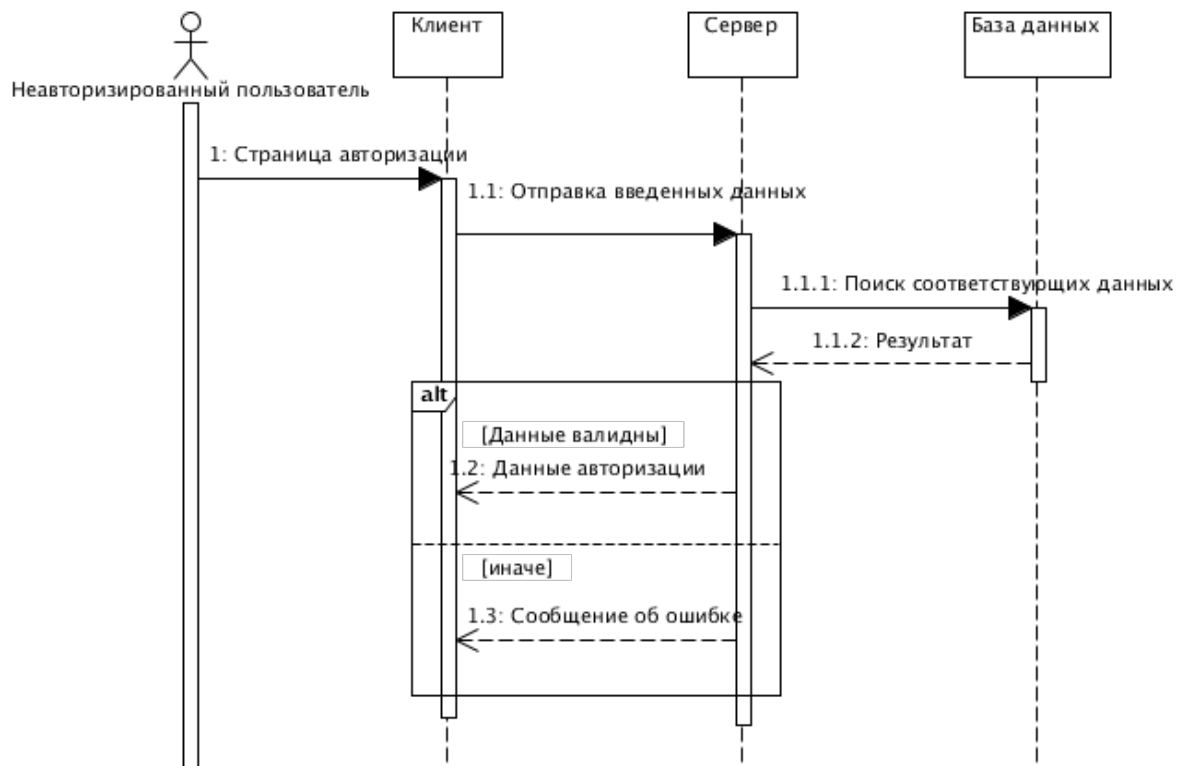 Клиент
Сервер
База данных
Неавторизированный пользователь
1: Страница авторизации
1.1: Отправка введенных данных
1.1.1: Поиск соответствующих данных
1.1.2: Результат
alt
[Данные валидны]
1.2: Данные авторизации
[иначе]
1.3: Сообщение об ошибке